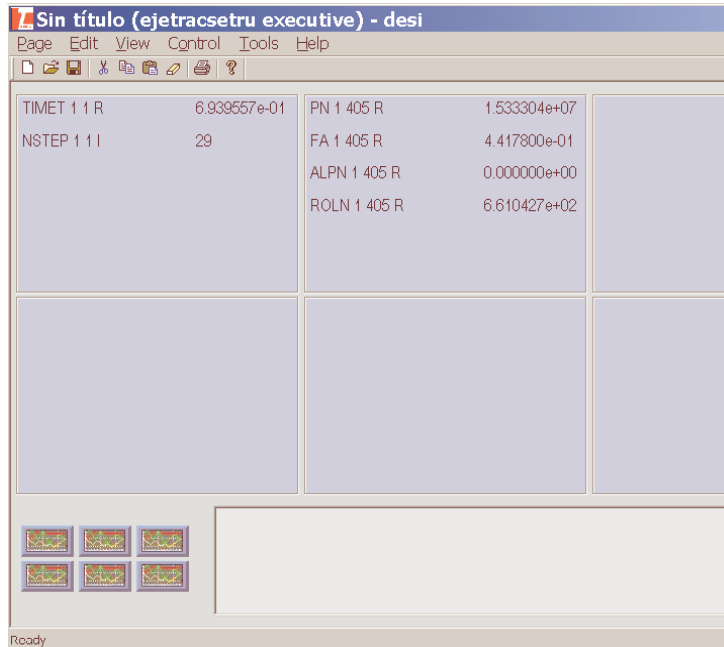 Sin título (ejetracsetru executive) - desi
Page Edit View Control Tools Help
TIMET 1 1 R 6.939557e-01
NSTEP 1 1 I 29
PN 1 405 R 1.533304e+07
FA 1 405 R 4.417800e-01
ALPN 1 405 R 0.000000e+00
ROLN 1 405 R 6.610427e+02
Ready